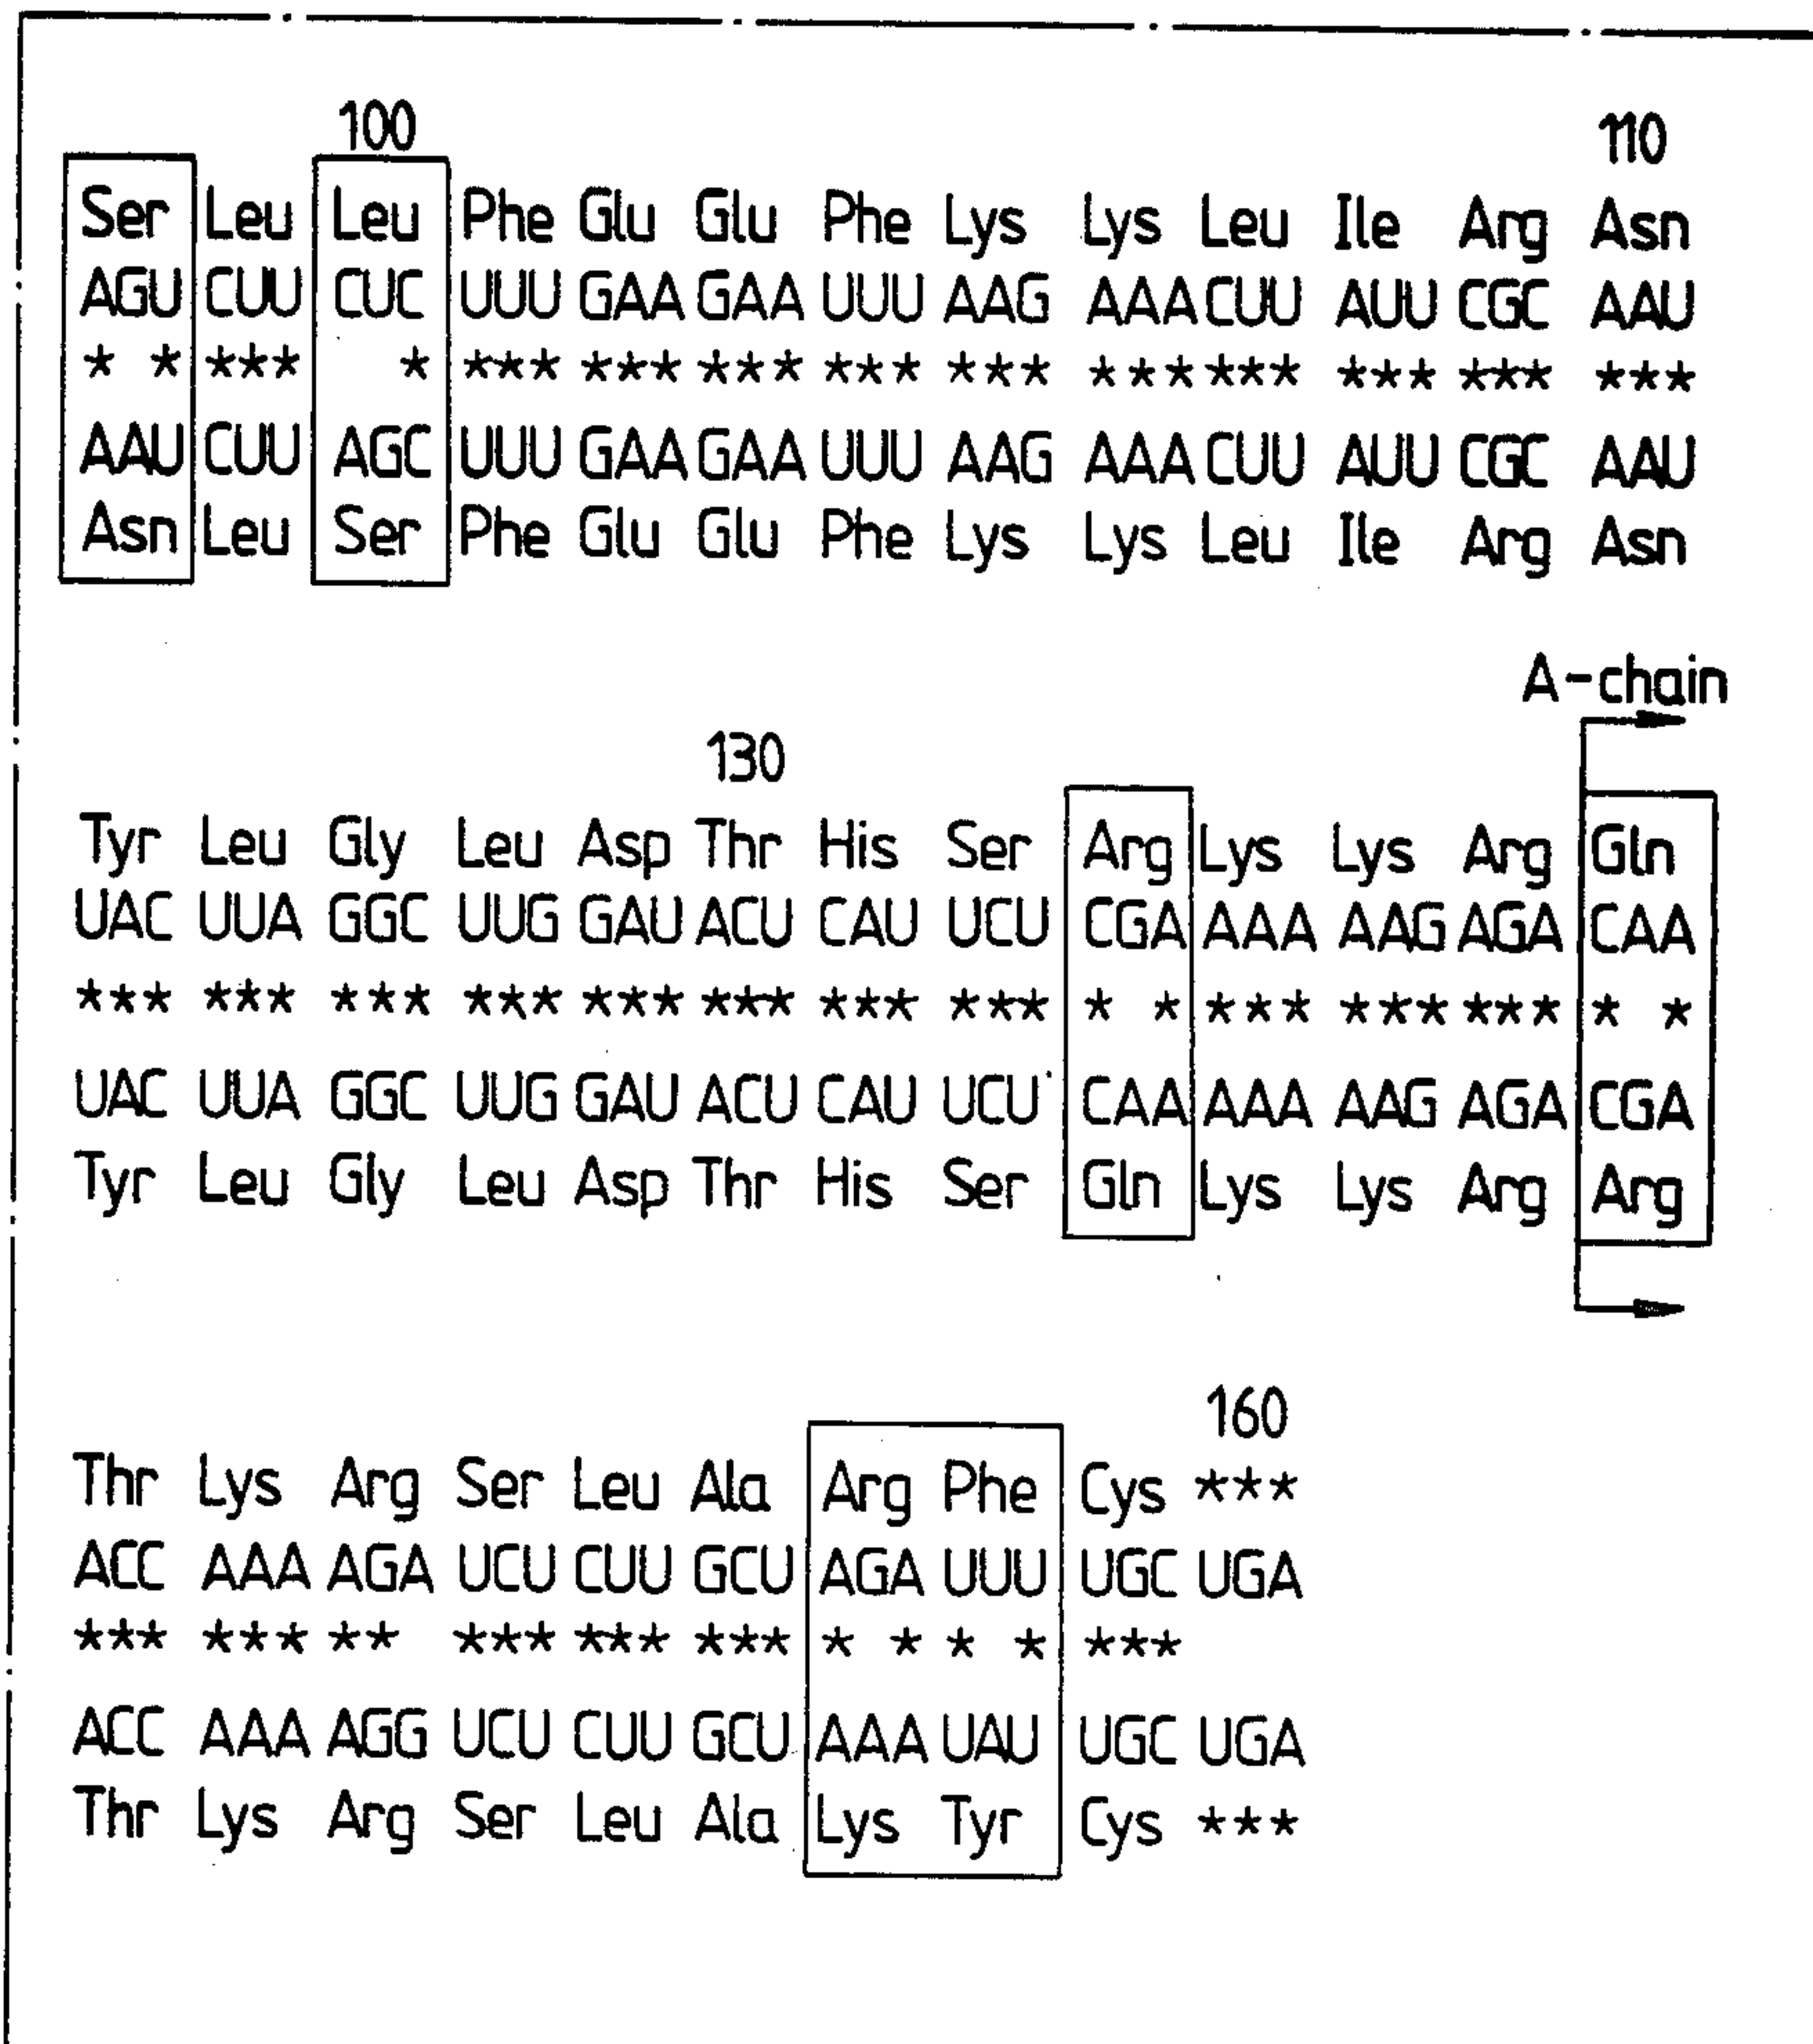 100 110
Ser Leu Leu Phe Glu Glu Phe Lys Lys Leu Ile Arg Asn
AGU CUU CUC UUU GAA GAA UUU AAG AAA CUU AUU CGC AAU
* * *** * *** *** *** *** *** *** *** *** *** ***
AAU CUU AGC UUU GAA GAA UUU AAG AAA CUU AUU CGC AAU
Asn Leu Ser Phe Glu Glu Phe Lys Lys Leu Ile Arg Asn
A-chain
130
Tyr Leu Gly Leu Asp Thr His Ser Arg Lys Lys Arg Gln
UAC UUA GGC UUG GAU ACU CAU UCU CGA AAA AAG AGA CAA
*** *** *** *** *** *** *** *** * * *** *** *** * *
UAC UUA GGC UUG GAU ACU CAU UCU CAA AAA AAG AGA CGA
Tyr Leu Gly Leu Asp Thr His Ser Gln Lys Lys Arg Arg
160
Thr Lys Arg Ser Leu Ala Arg Phe Cys ***
ACC AAA AGA UCU CUU GCU AGA UUU UGC UGA
*** *** ** *** *** *** * * * * ***
ACC AAA AGG UCU CUU GCU AAA UAU UGC UGA
Thr Lys Arg Ser Leu Ala Lys Tyr Cys ***